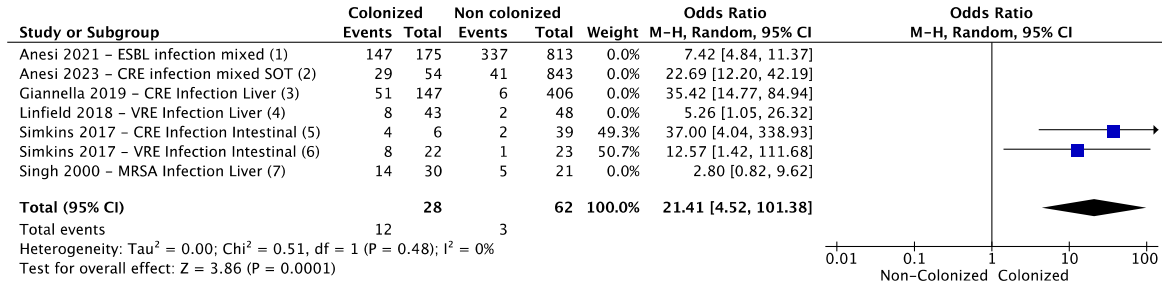 Colonized Non colonized Odds Ratio Odds Ratio
Study or Subgroup Events Total Events Total Weight M-H, Random, 95% CI M-H, Random, 95% CI
Anesi 2021 – ESBL infection mixed (1) 147 175 337 813 0.0% 7.42 [4.84, 11.37]
Anesi 2023 – CRE infection mixed SOT (2) 29 54 41 843 0.0% 22.69 [12.20, 42.19]
Giannella 2019 – CRE Infection Liver (3) 51 147 6 406 0.0% 35.42 [14.77, 84.94]
Linfield 2018 – VRE Infection Liver (4) 8 43 2 48 0.0% 5.26 [1.05, 26.32]
Simkins 2017 – CRE Infection Intestinal (5) 4 6 2 39 49.3% 37.00 [4.04, 338.93]
Simkins 2017 – VRE Infection Intestinal (6) 8 22 1 23 50.7% 12.57 [1.42, 111.68]
Singh 2000 – MRSA Infection Liver (7) 14 30 5 21 0.0% 2.80 [0.82, 9.62]
Total (95% CI) 28 62 100.0% 21.41 [4.52, 101.38]
Total events 12 3
Heterogeneity: Tau² = 0.00; Chi² = 0.51, df = 1 (P = 0.48); I² = 0%
Test for overall effect: Z = 3.86 (P = 0.0001)
0.01 0.1 1 10 100
Non-Colonized Colonized